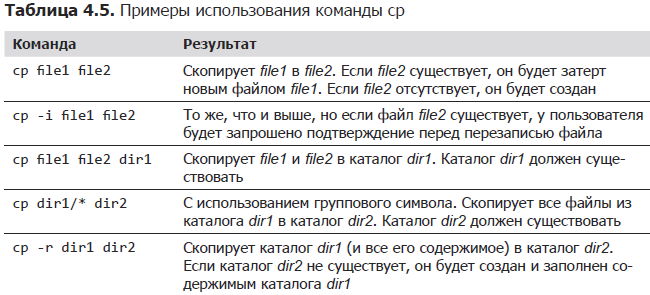 Таблица 4.5. Примеры использования команды cp
Команда Результат
cp file1 file2 Скопирует file1 в file2. Если file2 существует, он будет затерт
новым файлом file1. Если file2 отсутствует, он будет создан
cp -i file1 file2 То же, что и выше, но если файл file2 существует, у пользователя
будет запрошено подтверждение перед перезаписью файла
cp file1 file2 dir1 Скопирует file1 и file2 в каталог dir1. Каталог dir1 должен суще-
ствовать
cp dir1/* dir2 С использованием группового символа. Скопирует все файлы из
каталога dir1 в каталог dir2. Каталог dir2 должен существовать
cp -r dir1 dir2 Скопирует каталог dir1 (и все его содержимое) в каталог dir2.
Если каталог dir2 не существует, он будет создан и заполнен со-
держимым каталога dir1